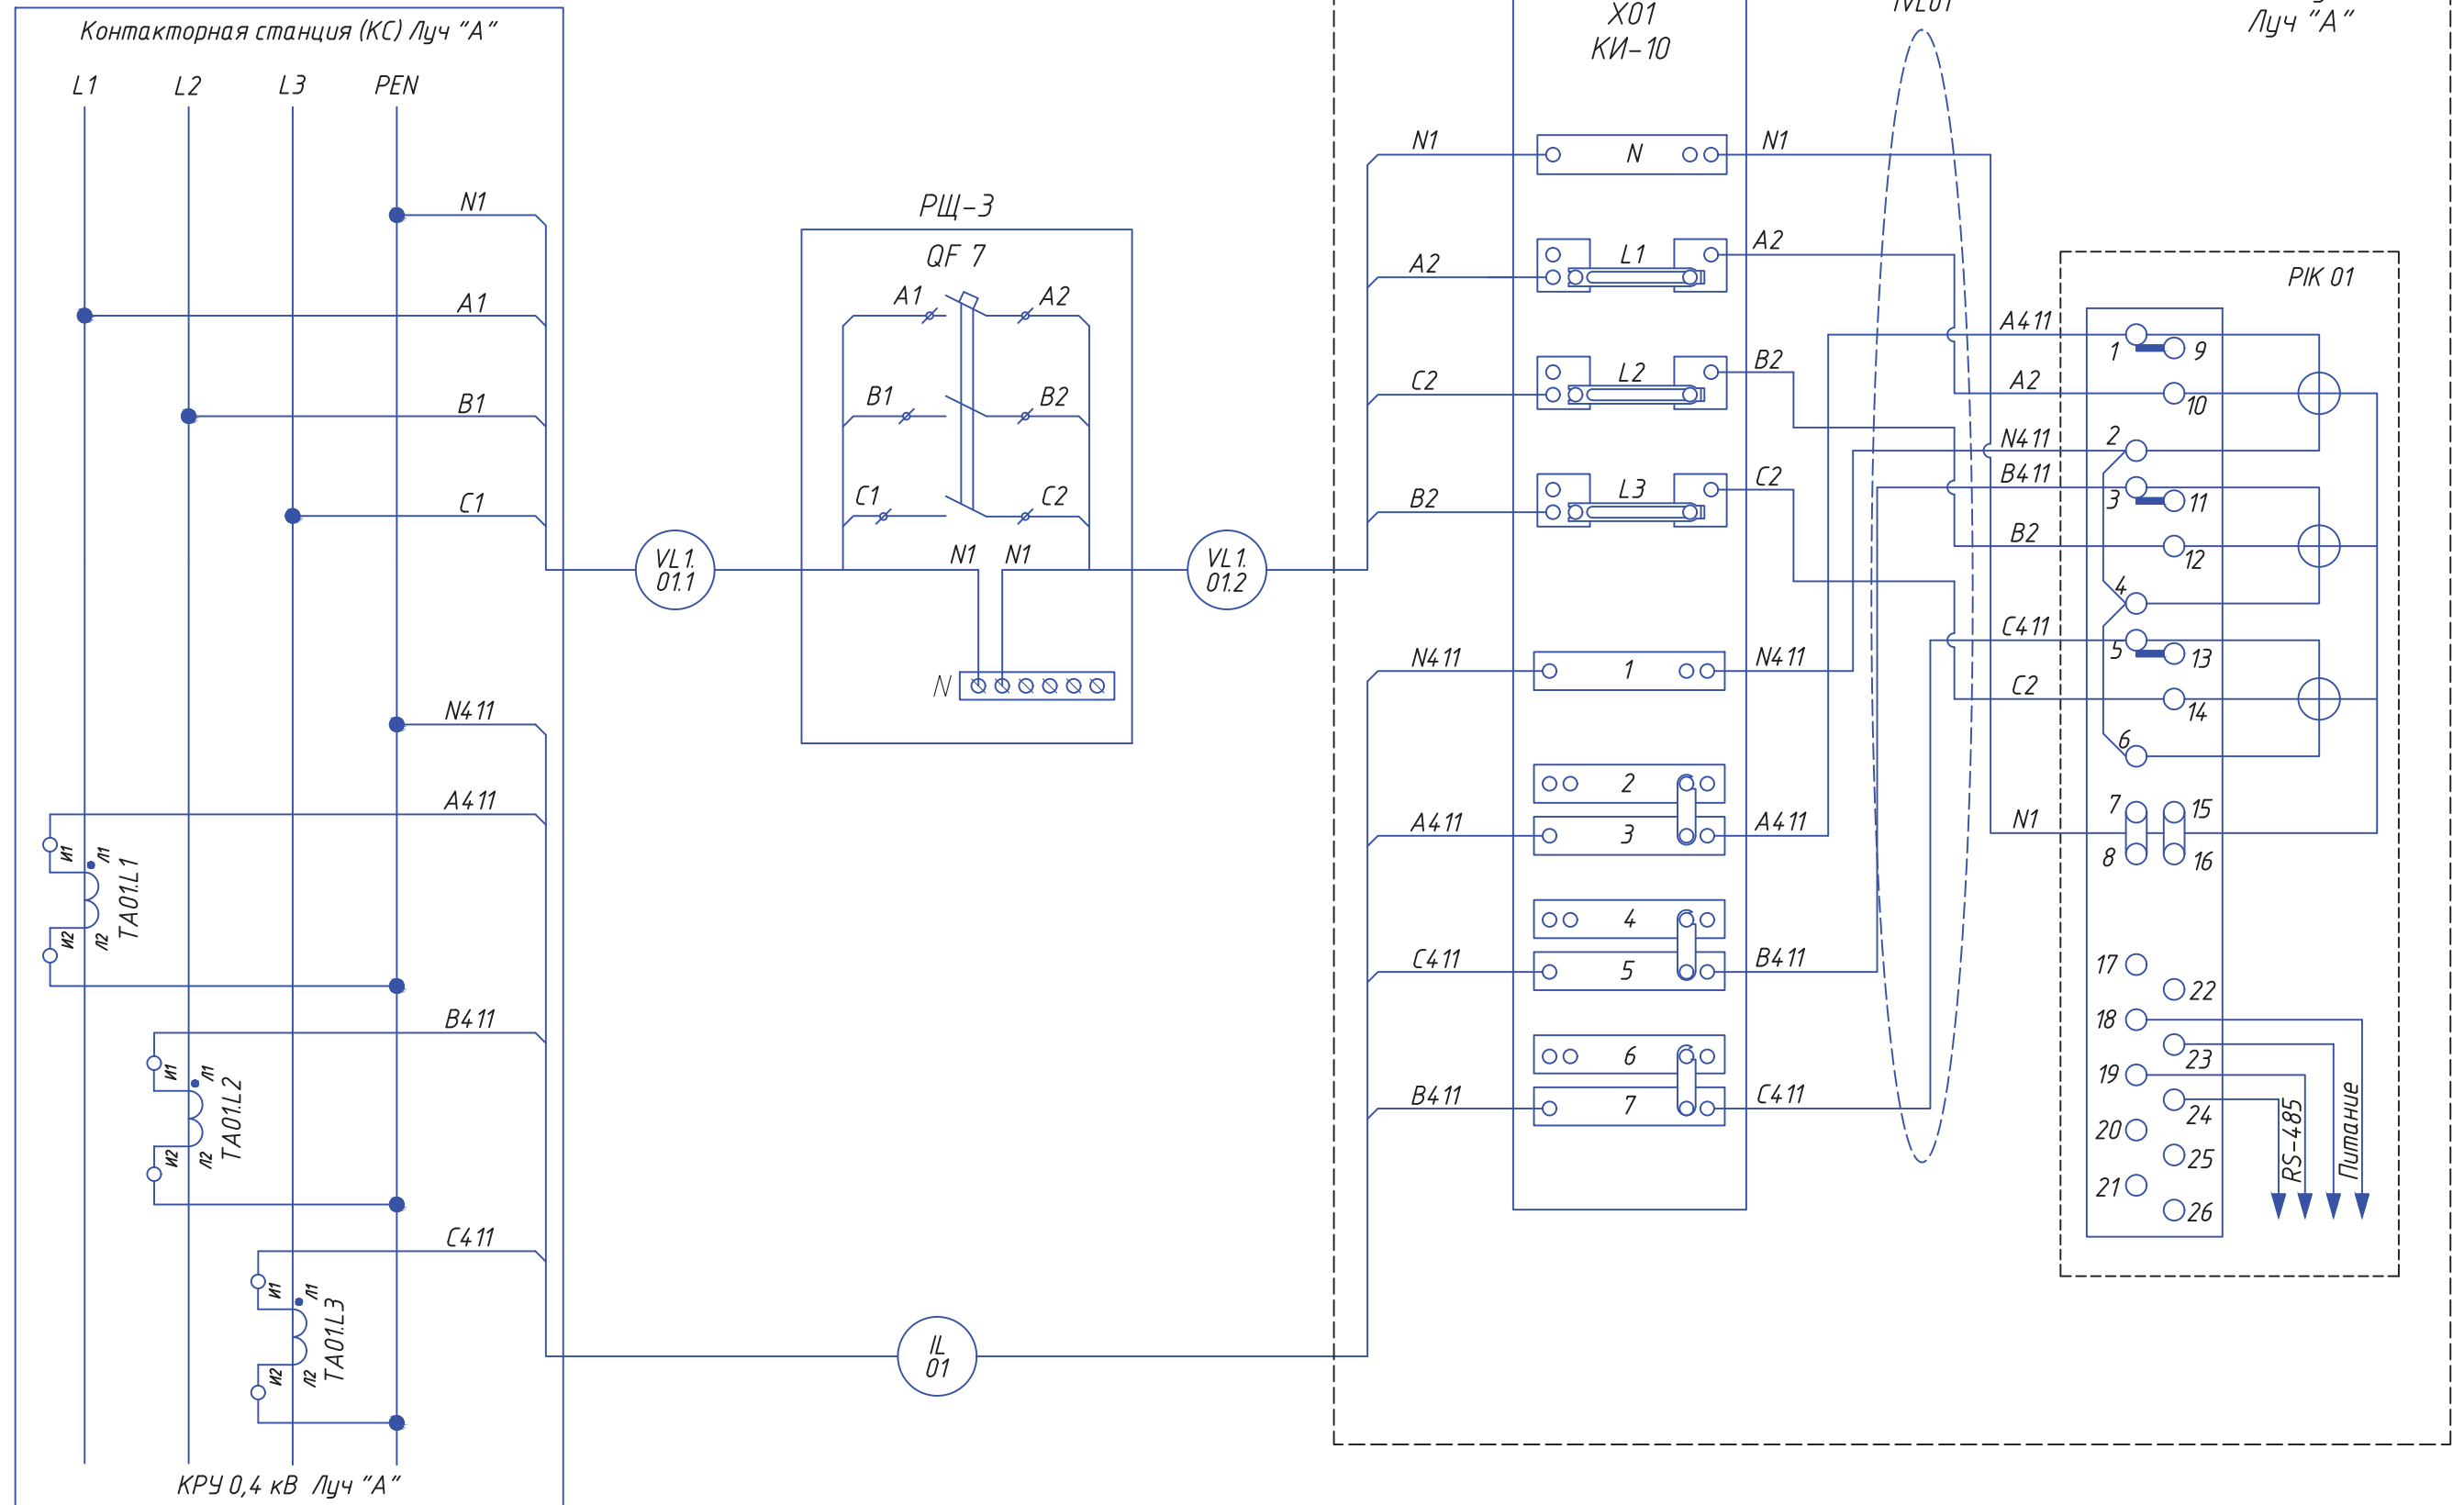 Контакторная станция (КС) Луч "А"
L1
L2
L3
PEN
N1
A1
B1
C1
N411
A411
И1
Л1
И2
Л2
TA01.L1
B411
И1
Л1
И2
Л2
TA01.L2
C411
И1
Л1
И2
Л2
TA01.L3
КРУ 0,4 кВ Луч "А"
VL1.
01.1
РЩ-3
QF 7
A1
A2
B1
B2
C1
C2
N1
N1
N
VL1.
01.2
IL
01
X01
КИ-10
N1
N
N1
A2
L1
A2
C2
L2
B2
B2
L3
C2
N411
1
N411
2
A411
3
A411
4
C411
5
B411
6
B411
7
C411
Луч "А"
PIK 01
A411
1
9
A2
10
N411
2
B411
3
11
B2
12
4
C411
5
13
C2
14
6
N1
7
15
8
16
17
22
18
23
19
24
20
25
21
26
RS-485
Питание